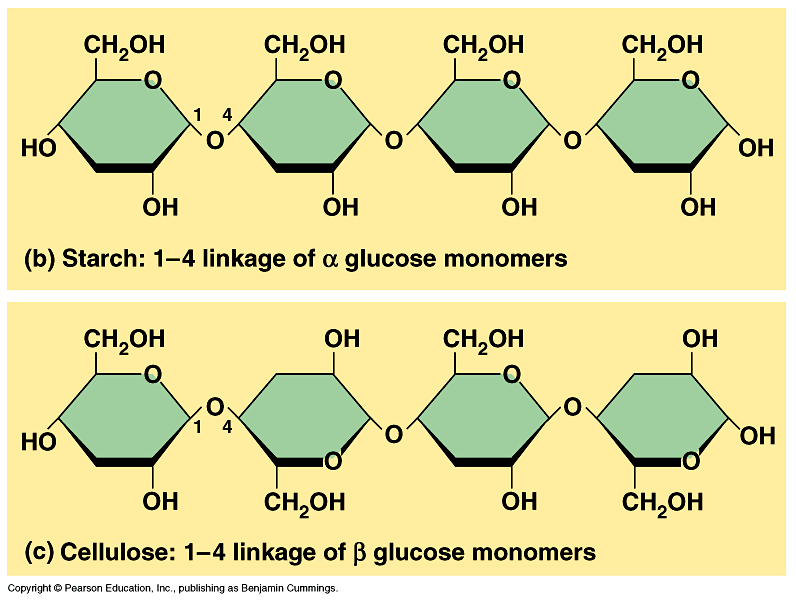 CH2OH CH2OH CH2OH CH2OH
O O O O
1 4
HO O O O OH
OH OH OH OH
(b) Starch: 1–4 linkage of α glucose monomers
CH2OH OH CH2OH OH
O O
O O
1 4
HO O OH
O O
OH CH2OH OH CH2OH
(c) Cellulose: 1–4 linkage of β glucose monomers
Copyright © Pearson Education, Inc., publishing as Benjamin Cummings.